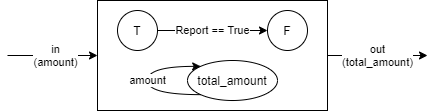 in
(amount)
T
Report == True
F
amount
total_amount
out
(total_amount)